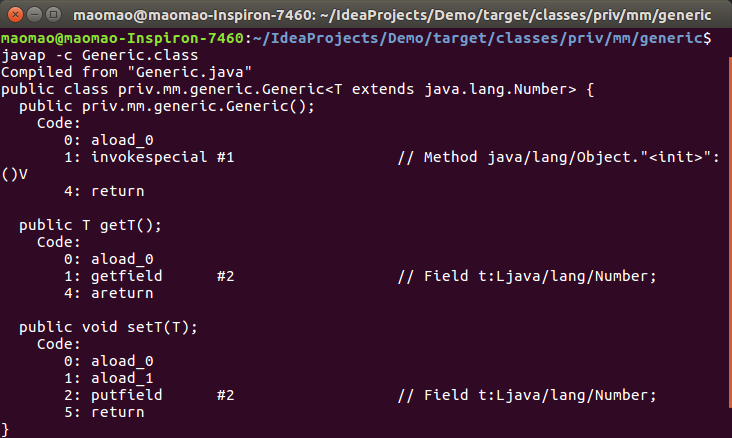 maomao@maomao-Inspiron-7460: ~/IdeaProjects/Demo/target/classes/priv/mm/generic
maomao@maomao-Inspiron-7460:~/IdeaProjects/Demo/target/classes/priv/mm/generic$
javap -c Generic.class
Compiled from "Generic.java"
public class priv.mm.generic.Generic<T extends java.lang.Number> {
  public priv.mm.generic.Generic();
    Code:
       0: aload_0
       1: invokespecial #1                  // Method java/lang/Object."<init>":
()V
       4: return

  public T getT();
    Code:
       0: aload_0
       1: getfield      #2                  // Field t:Ljava/lang/Number;
       4: areturn

  public void setT(T);
    Code:
       0: aload_0
       1: aload_1
       2: putfield      #2                  // Field t:Ljava/lang/Number;
       5: return
}